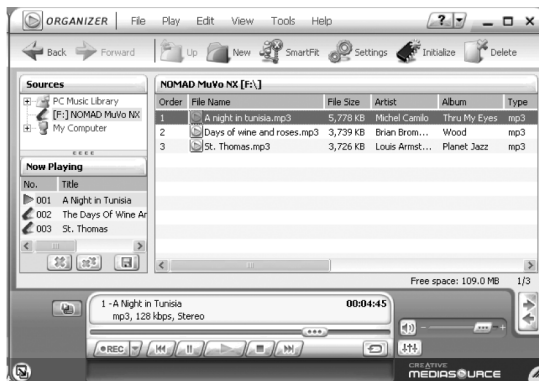 ORGANIZER File Play Edit View Tools Help ?
Back Forward Up New SmartFit Settings Initialize Delete
Sources
PC Music Library
[F:] NOMAD MuVo NX
My Computer
Now Playing
No. Title
001 A Night in Tunisia
002 The Days Of Wine Ar
003 St. Thomas
NOMAD MuVo NX [F:\]
Order File Name File Size Artist Album Type
1 A night in tunisia.mp3 5,778 KB Michel Camilo Thru My Eyes mp3
2 Days of wine and roses.mp3 3,739 KB Brian Brom... Wood mp3
3 St. Thomas.mp3 3,726 KB Louis Armst... Planet Jazz mp3
Free space: 109.0 MB 1/3
1 -A Night in Tunisia 00:04:45
mp3, 128 kbps, Stereo
REC
CREATIVE
MEDIASOURCE